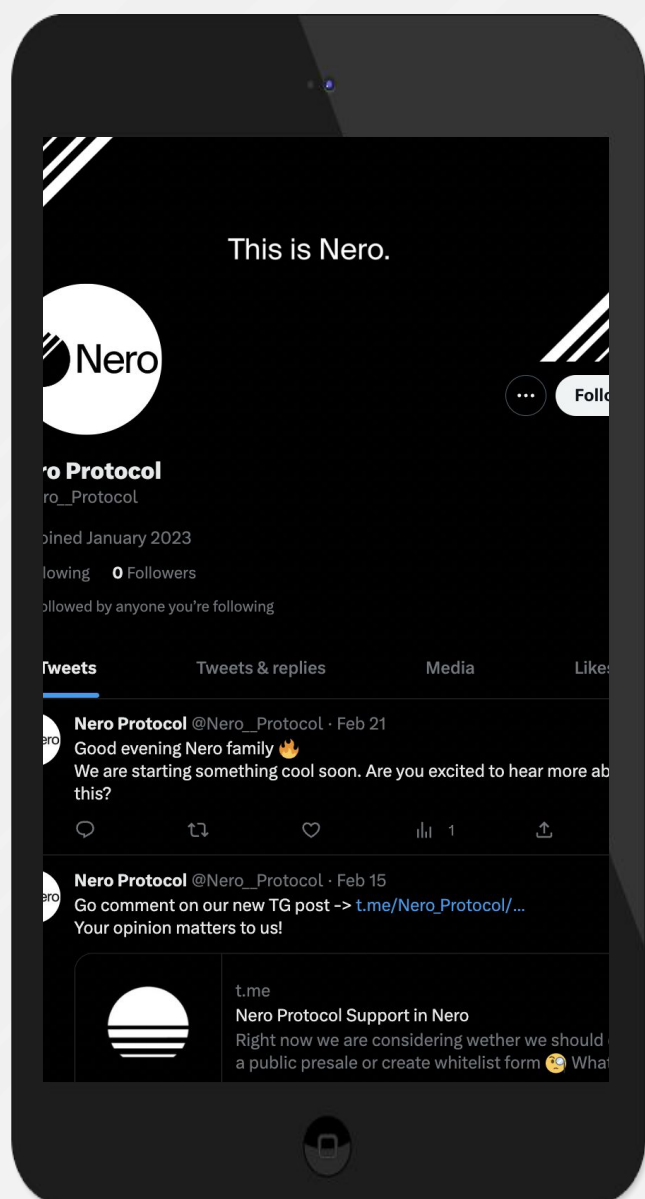 This is Nero.
Nero
ro Protocol
ro__Protocol
oined January 2023
lowing 0 Followers
ollowed by anyone you're following
Tweets Tweets & replies Media Likes
Nero Protocol @Nero__Protocol · Feb 21
Good evening Nero family 🔥
We are starting something cool soon. Are you excited to hear more ab
this?
1
Nero Protocol @Nero__Protocol · Feb 15
Go comment on our new TG post -> t.me/Nero_Protocol/...
Your opinion matters to us!
t.me
Nero Protocol Support in Nero
Right now we are considering wether we should
a public presale or create whitelist form 🧐 What